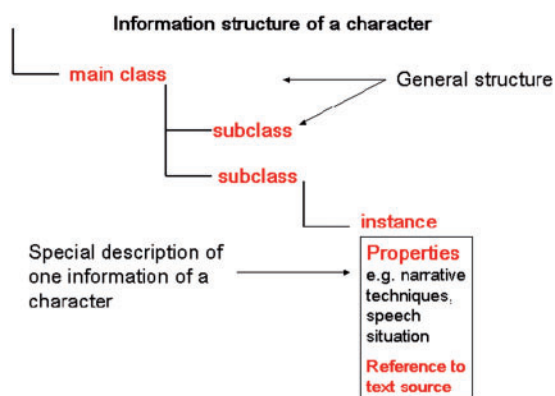 Information structure of a character
main class
General structure
subclass
subclass
instance
Special description of
one information of a
character
Properties
e.g. narrative
techniques,
speech
situation
Reference to
text source